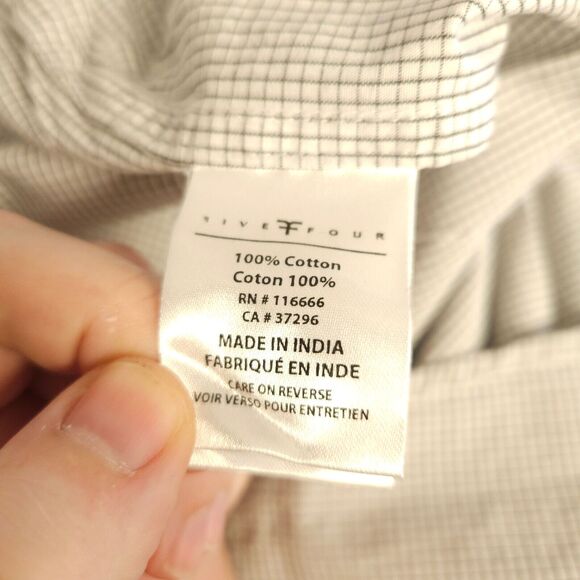 FIVE FOUR
100% Cotton
Coton 100%
RN # 116666
CA # 37296
MADE IN INDIA
FABRIQUÉ EN INDE
CARE ON REVERSE
VOIR VERSO POUR ENTRETIEN